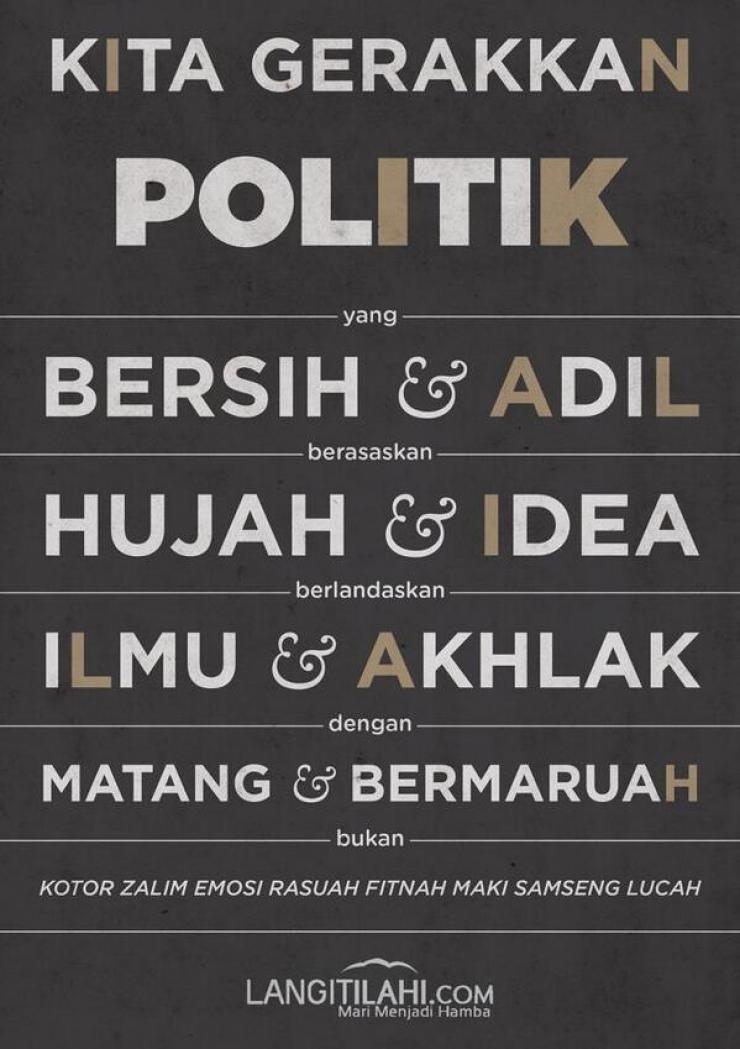 KITA GERAKKAN
POLITIK
yang
BERSIH & ADIL
berasaskan
HUJAH & IDEA
berlandaskan
ILMU & AKHLAK
dengan
MATANG & BERMARUAH
bukan
KOTOR ZALIM EMOSI RASUAH FITNAH MAKI SAMSENG LUCAH
LANGITILAHI.COM
Mari Menjadi Hamba